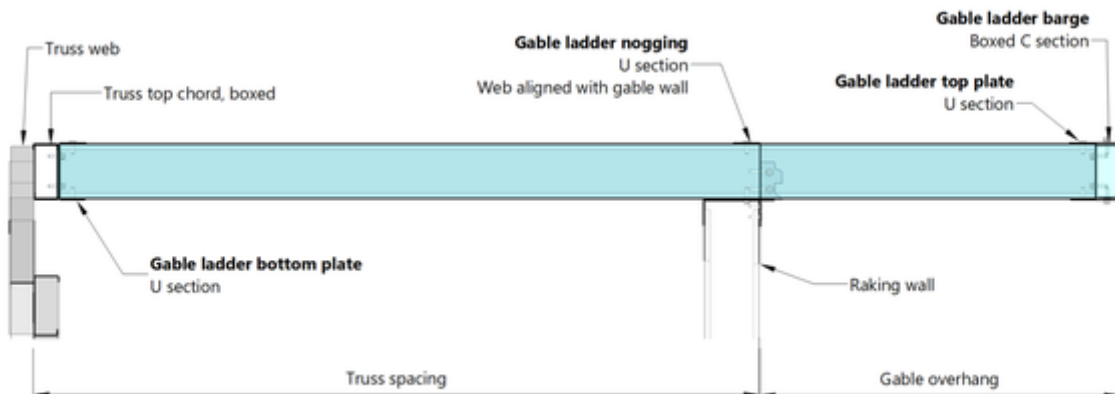 Truss web
Truss top chord, boxed
Gable ladder nogging
U section
Web aligned with gable wall
Gable ladder barge
Boxed C section
Gable ladder top plate
U section
Gable ladder bottom plate
U section
Raking wall
Truss spacing
Gable overhang